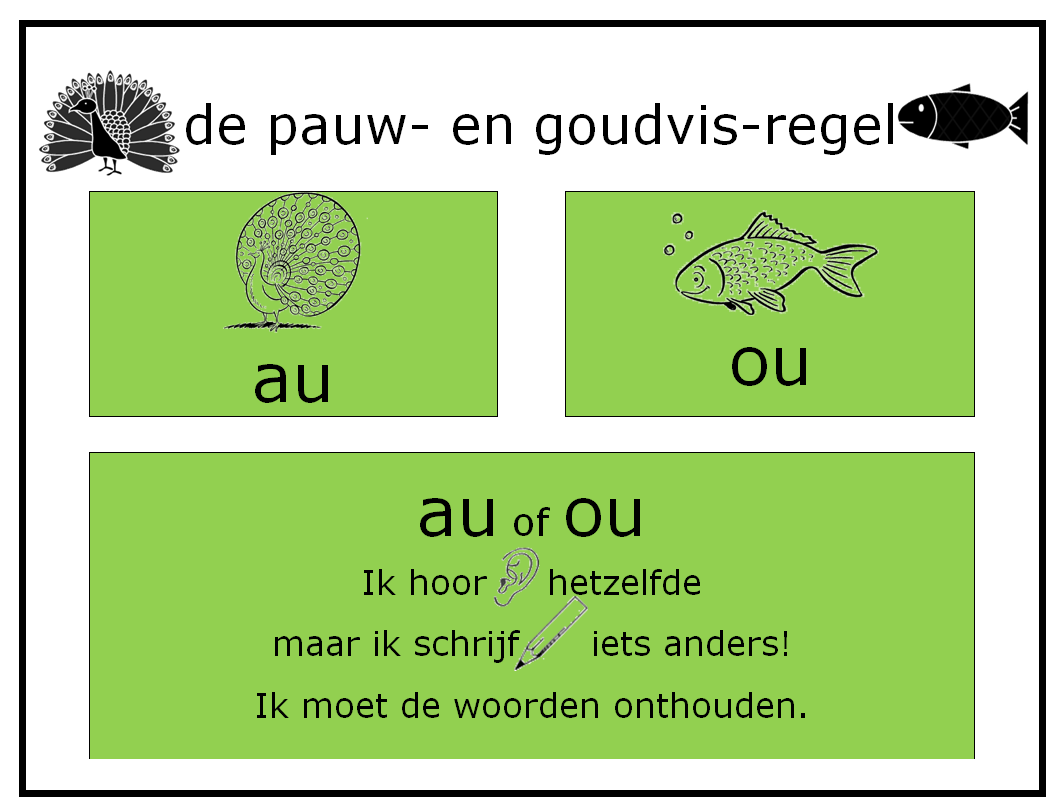 de pauw- en goudvis-regel
au
ou
au of ou
Ik hoor hetzelfde
maar ik schrijf iets anders!
Ik moet de woorden onthouden.